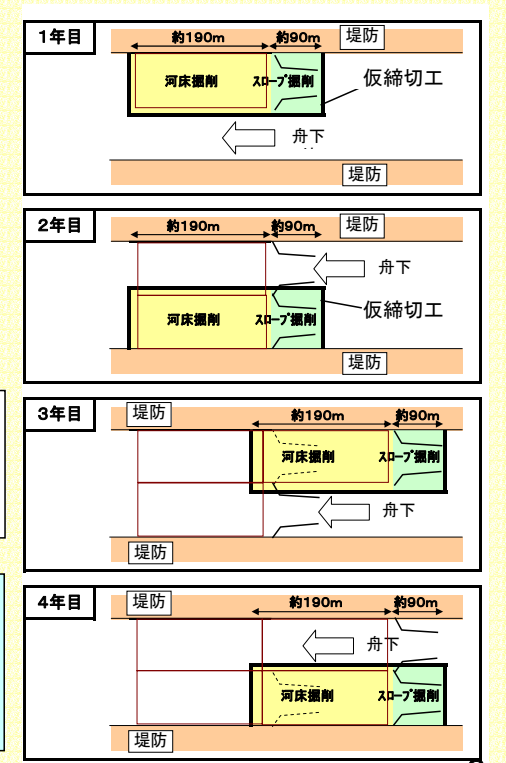 1年目
約190m
約90m
堤防
河床掘削
スロープ掘削
仮締切工
舟下
堤防
2年目
約190m
約90m
堤防
舟下
河床掘削
スロープ掘削
仮締切工
堤防
3年目
堤防
約190m
約90m
河床掘削
スロープ掘削
舟下
堤防
4年目
堤防
約190m
約90m
舟下
河床掘削
スロープ掘削
堤防